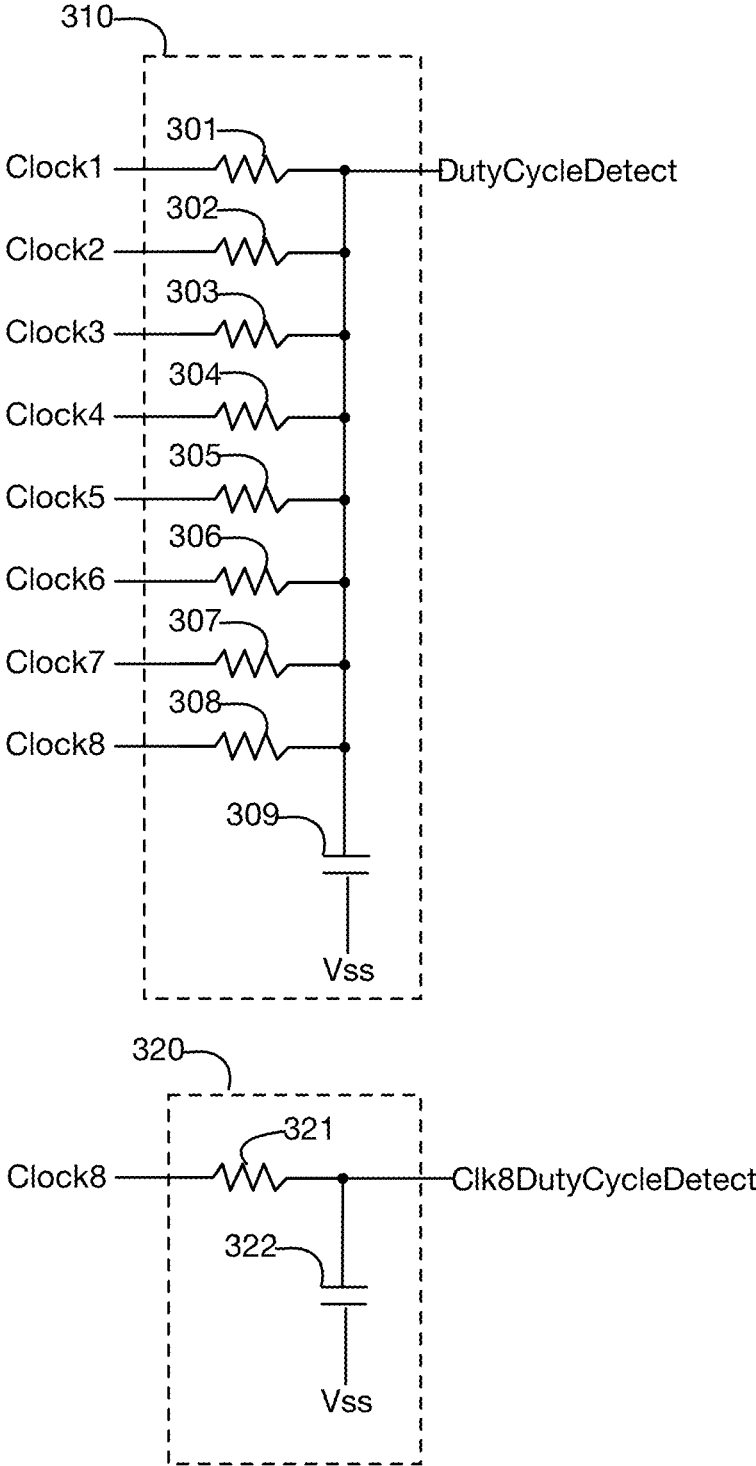 310
301
Clock1
DutyCycleDetect
302
Clock2
303
Clock3
304
Clock4
305
Clock5
306
Clock6
307
Clock7
308
Clock8
309
Vss
320
321
Clock8
Clk8DutyCycleDetect
322
Vss